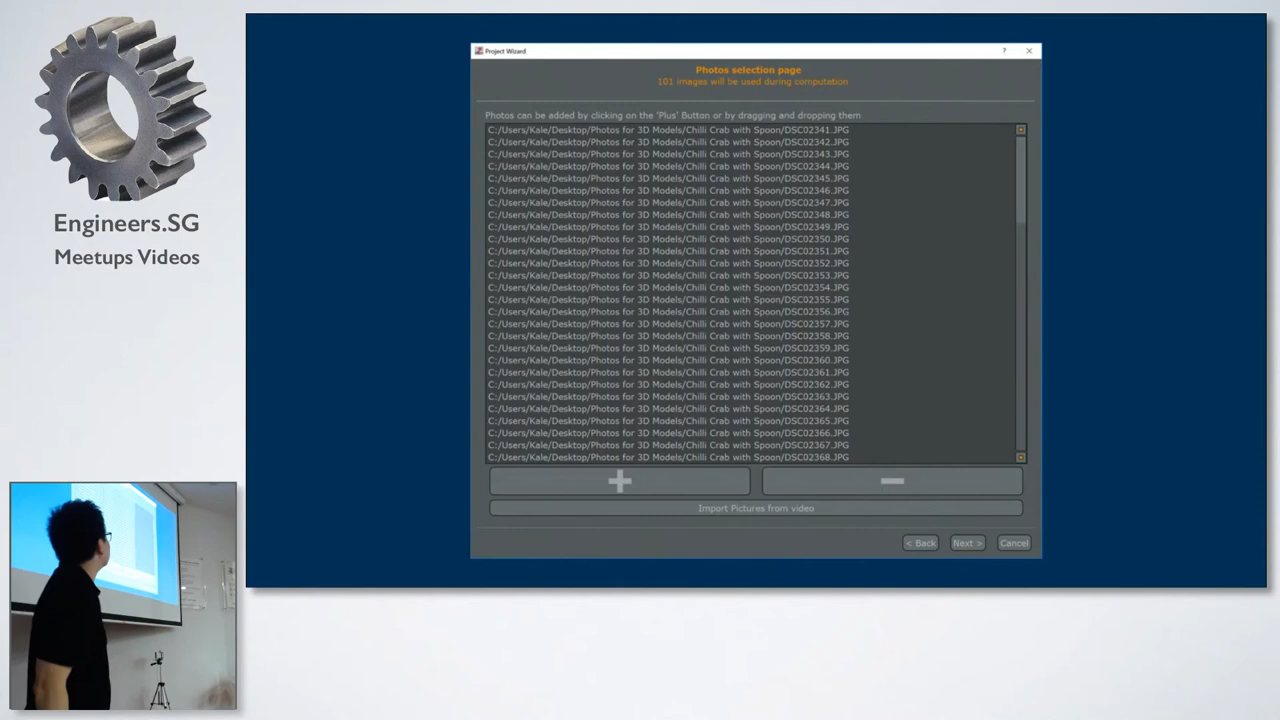 Engineers.SG
Meetups Videos
Project Wizard
?
Photos selection page
101 images will be used during computation
Photos can be added by clicking on the 'Plus' Button or by dragging and dropping them
C:/Users/Kale/Desktop/Photos for 3D Models/Chilli Crab with Spoon/DSC02341.JPG
C:/Users/Kale/Desktop/Photos for 3D Models/Chilli Crab with Spoon/DSC02342.JPG
C:/Users/Kale/Desktop/Photos for 3D Models/Chilli Crab with Spoon/DSC02343.JPG
C:/Users/Kale/Desktop/Photos for 3D Models/Chilli Crab with Spoon/DSC02344.JPG
C:/Users/Kale/Desktop/Photos for 3D Models/Chilli Crab with Spoon/DSC02345.JPG
C:/Users/Kale/Desktop/Photos for 3D Models/Chilli Crab with Spoon/DSC02346.JPG
C:/Users/Kale/Desktop/Photos for 3D Models/Chilli Crab with Spoon/DSC02347.JPG
C:/Users/Kale/Desktop/Photos for 3D Models/Chilli Crab with Spoon/DSC02348.JPG
C:/Users/Kale/Desktop/Photos for 3D Models/Chilli Crab with Spoon/DSC02349.JPG
C:/Users/Kale/Desktop/Photos for 3D Models/Chilli Crab with Spoon/DSC02350.JPG
C:/Users/Kale/Desktop/Photos for 3D Models/Chilli Crab with Spoon/DSC02351.JPG
C:/Users/Kale/Desktop/Photos for 3D Models/Chilli Crab with Spoon/DSC02352.JPG
C:/Users/Kale/Desktop/Photos for 3D Models/Chilli Crab with Spoon/DSC02353.JPG
C:/Users/Kale/Desktop/Photos for 3D Models/Chilli Crab with Spoon/DSC02354.JPG
C:/Users/Kale/Desktop/Photos for 3D Models/Chilli Crab with Spoon/DSC02355.JPG
C:/Users/Kale/Desktop/Photos for 3D Models/Chilli Crab with Spoon/DSC02356.JPG
C:/Users/Kale/Desktop/Photos for 3D Models/Chilli Crab with Spoon/DSC02357.JPG
C:/Users/Kale/Desktop/Photos for 3D Models/Chilli Crab with Spoon/DSC02358.JPG
C:/Users/Kale/Desktop/Photos for 3D Models/Chilli Crab with Spoon/DSC02359.JPG
C:/Users/Kale/Desktop/Photos for 3D Models/Chilli Crab with Spoon/DSC02360.JPG
C:/Users/Kale/Desktop/Photos for 3D Models/Chilli Crab with Spoon/DSC02361.JPG
C:/Users/Kale/Desktop/Photos for 3D Models/Chilli Crab with Spoon/DSC02362.JPG
C:/Users/Kale/Desktop/Photos for 3D Models/Chilli Crab with Spoon/DSC02363.JPG
C:/Users/Kale/Desktop/Photos for 3D Models/Chilli Crab with Spoon/DSC02364.JPG
C:/Users/Kale/Desktop/Photos for 3D Models/Chilli Crab with Spoon/DSC02365.JPG
C:/Users/Kale/Desktop/Photos for 3D Models/Chilli Crab with Spoon/DSC02366.JPG
C:/Users/Kale/Desktop/Photos for 3D Models/Chilli Crab with Spoon/DSC02367.JPG
C:/Users/Kale/Desktop/Photos for 3D Models/Chilli Crab with Spoon/DSC02368.JPG
Import Pictures from video
< Back Next > Cancel